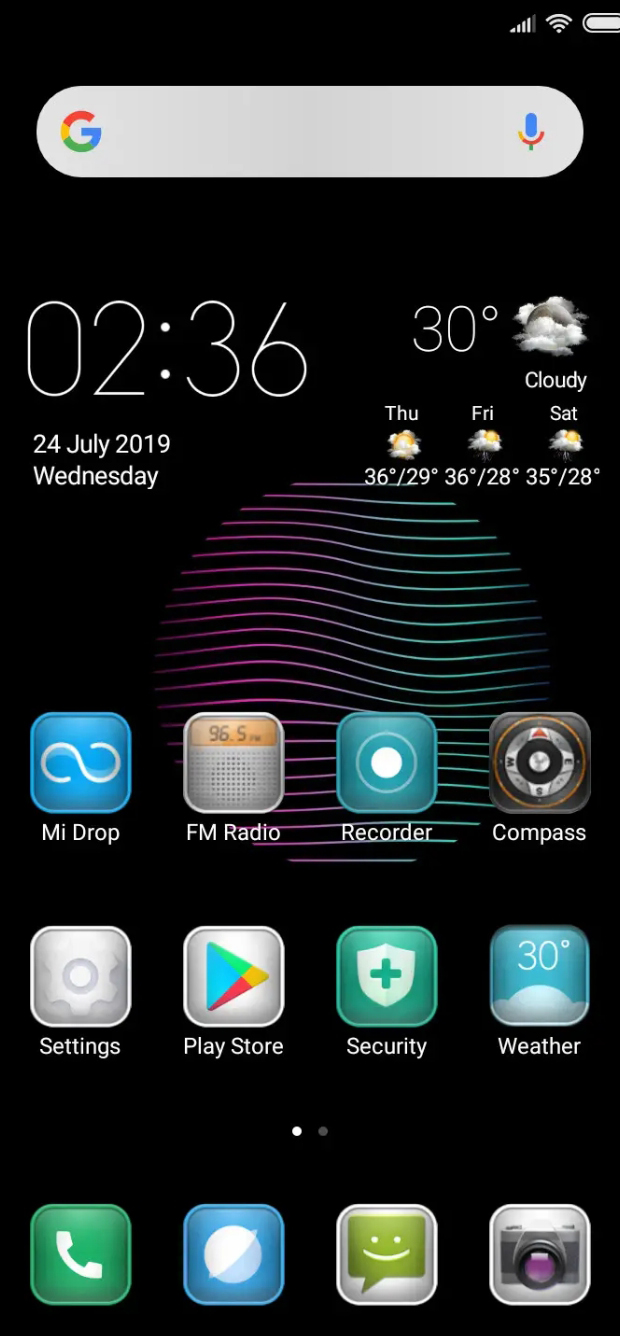 02:36
30°
Cloudy
24 July 2019
Wednesday
Thu Fri Sat
36°/29° 36°/28° 35°/28°
96.5 FM
W E S
Mi Drop FM Radio Recorder Compass
30°
Settings Play Store Security Weather